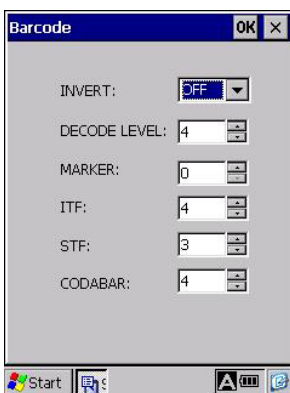 Barcode OK ×
INVERT: OFF
DECODE LEVEL: 4
MARKER: 0
ITF: 4
STF: 3
CODABAR: 4
Start A